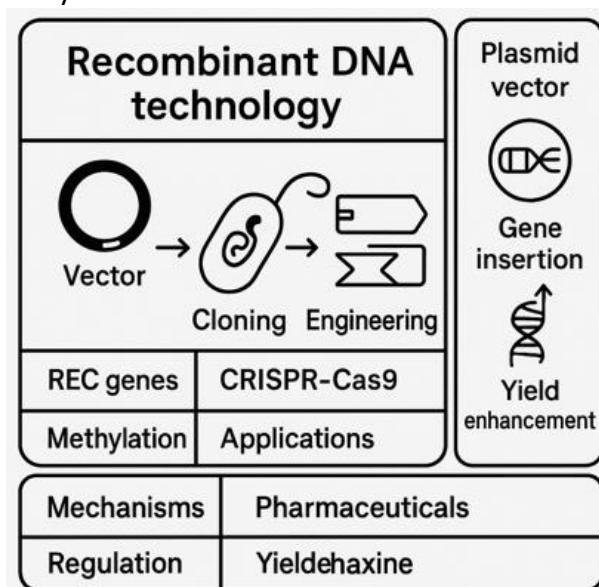 Recombinant DNA
technology
Vector
Cloning
Engineering
REC genes
CRISPR-Cas9
Methylation
Applications
Plasmid
vector
Gene
insertion
Yield
enhancement
Mechanisms
Pharmaceuticals
Regulation
Yieldehaxine